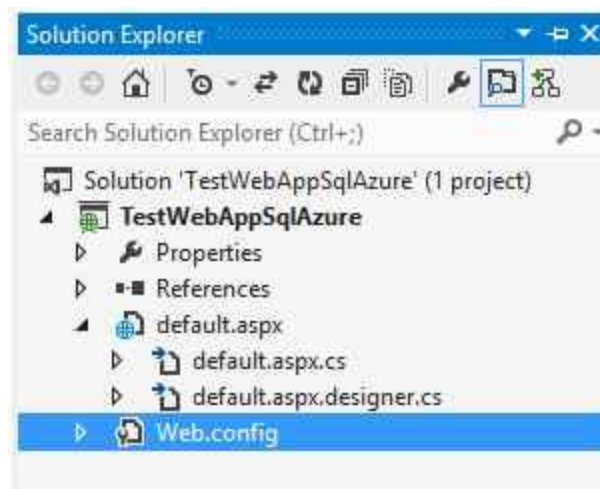 Solution Explorer
Search Solution Explorer (Ctrl+;)
Solution 'TestWebAppSqlAzure' (1 project)
TestWebAppSqlAzure
Properties
References
default.aspx
default.aspx.cs
default.aspx.designer.cs
Web.config